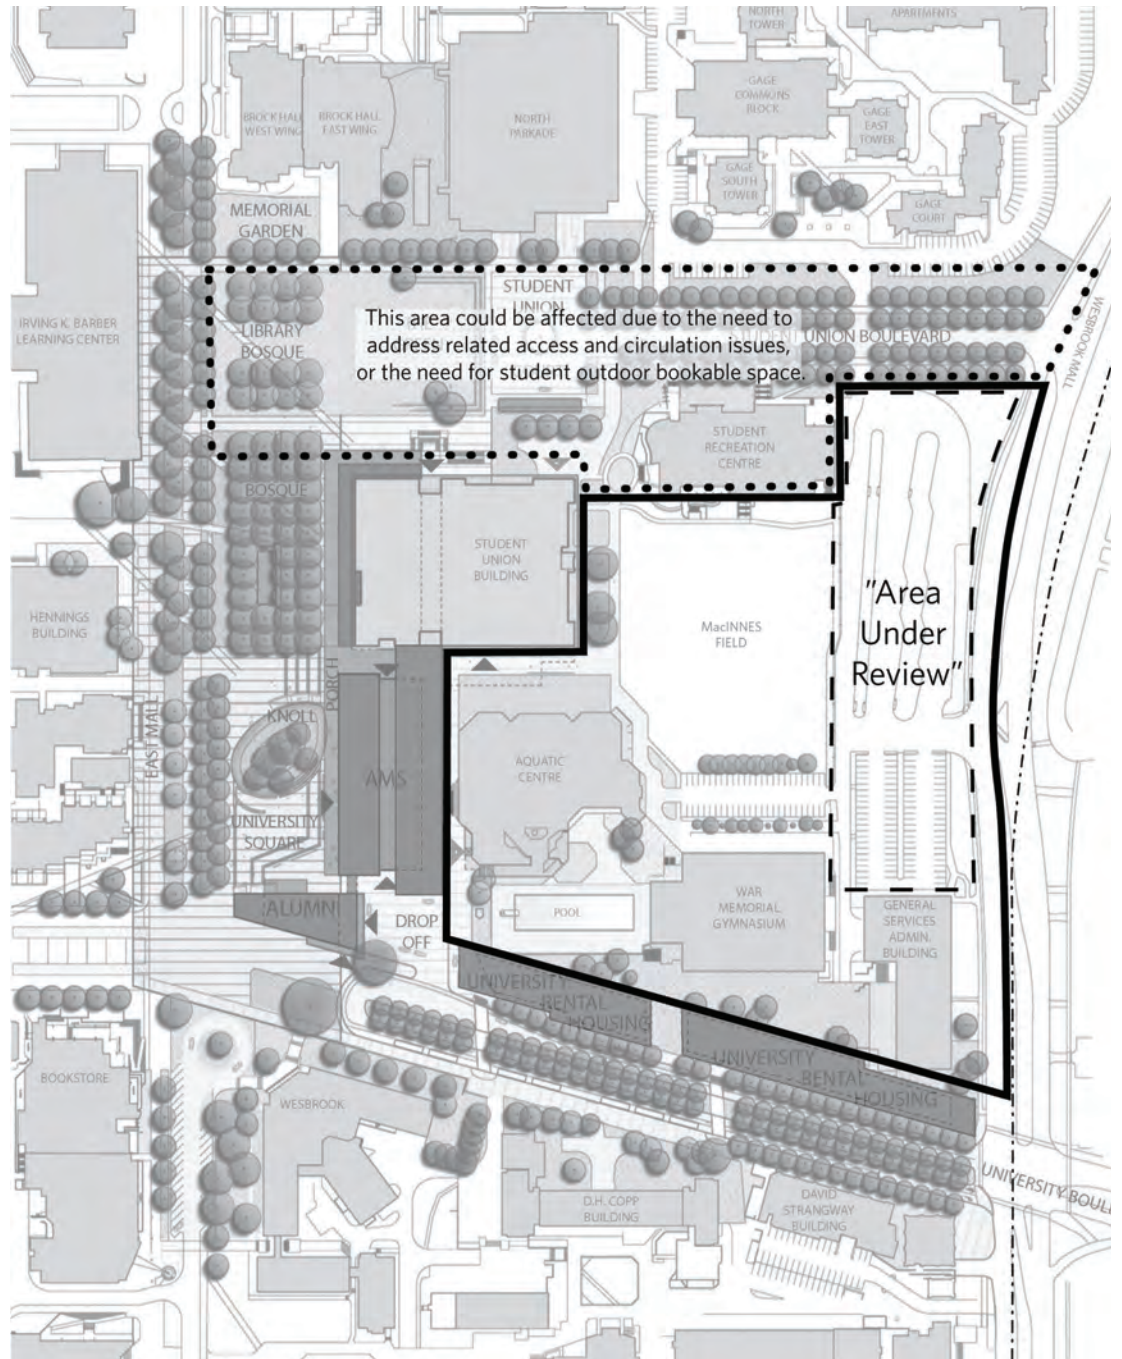 NORTH
TOWER
APARTMENTS
GAGE
COMMONS
BLOCK
BROCK HALL
WEST WING
BROCK HALL
EAST WING
NORTH
PARKADE
GAGE
EAST
TOWER
GAGE
SOUTH
TOWER
GAGE
COURT
MEMORIAL
GARDEN
STUDENT
UNION
This area could be affected due to the need to
address related access and circulation issues,
or the need for student outdoor bookable space.
STUDENT UNION BOULEVARD
WESBROOK MALL
IRVING K. BARBER
LEARNING CENTER
LIBRARY
BOSQUE
STUDENT
RECREATION
CENTRE
BOSQUE
STUDENT
UNION
BUILDING
HENNINGS
BUILDING
MacINNES
FIELD
"Area
Under
Review"
PORCH
EAST MALL
KNOLL
AMS
AQUATIC
CENTRE
UNIVERSITY
SQUARE
ALUMNI
DROP
OFF
POOL
WAR
MEMORIAL
GYMNASIUM
GENERAL
SERVICES
ADMIN.
BUILDING
UNIVERSITY
RENTAL
HOUSING
UNIVERSITY
RENTAL
HOUSING
BOOKSTORE
WESBROOK
D.H. COPP
BUILDING
DAVID
STRANGWAY
BUILDING
UNIVERSITY BOUL